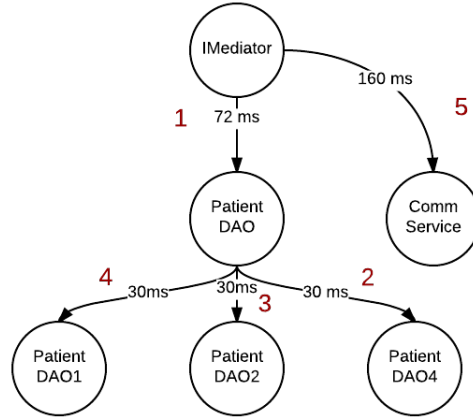 IMediator
160 ms
5
1
72 ms
Patient
DAO
Comm
Service
4
2
30ms
30ms
30 ms
3
Patient
DAO1
Patient
DAO2
Patient
DAO4